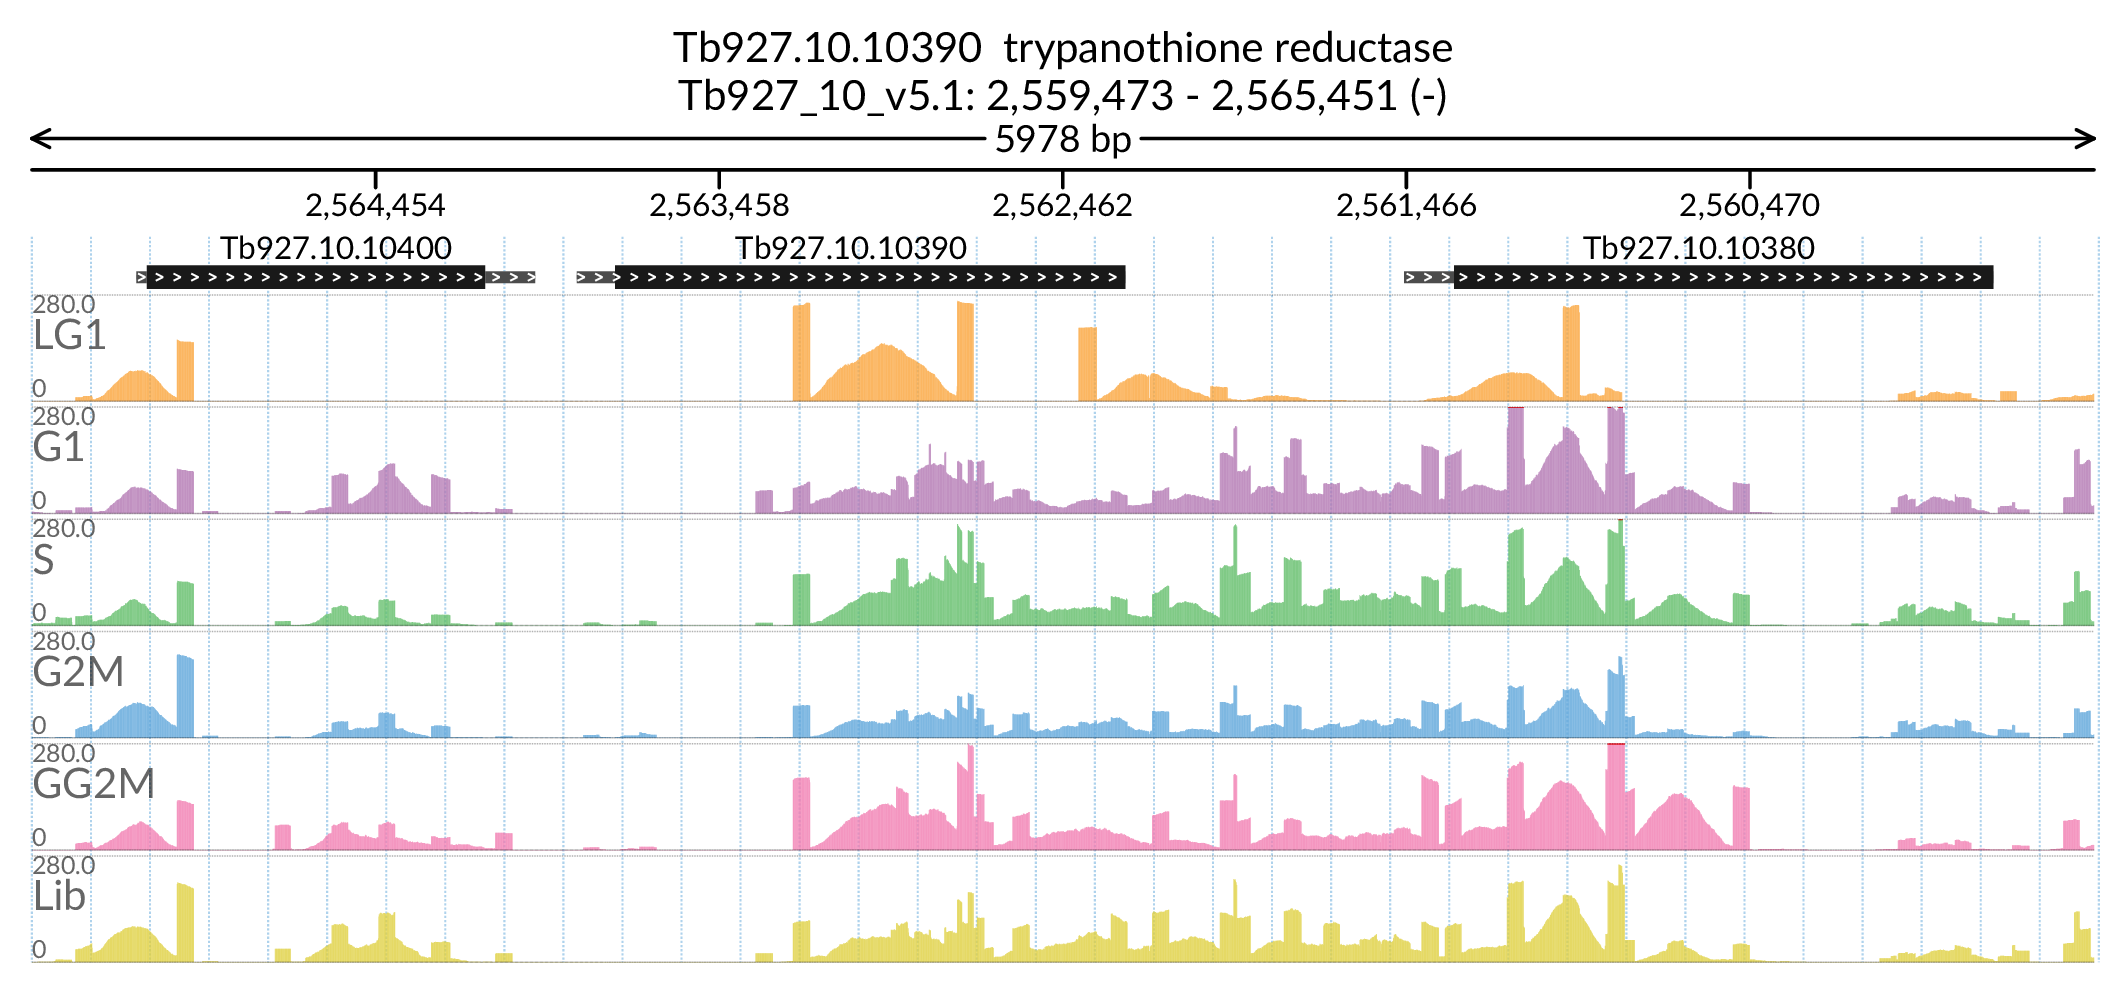 Tb927.10.10390  trypanothione reductase
Tb927_10_v5.1: 2,559,473 - 2,565,451 (-)
5978 bp
2,564,454 2,563,458 2,562,462 2,561,466 2,560,470
Tb927.10.10400 Tb927.10.10390 Tb927.10.10380
280.0
LG1
0
280.0
G1
0
280.0
S
0
280.0
G2M
0
280.0
GG2M
0
280.0
Lib
0